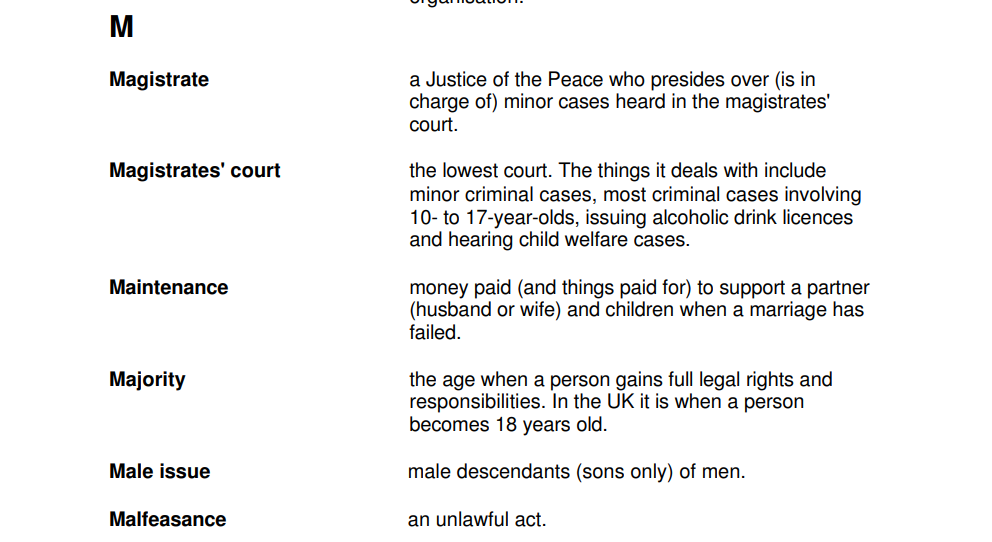 organisation.
M
Magistrate a Justice of the Peace who presides over (is in
charge of) minor cases heard in the magistrates'
court.
Magistrates' court the lowest court. The things it deals with include
minor criminal cases, most criminal cases involving
10- to 17-year-olds, issuing alcoholic drink licences
and hearing child welfare cases.
Maintenance money paid (and things paid for) to support a partner
(husband or wife) and children when a marriage has
failed.
Majority the age when a person gains full legal rights and
responsibilities. In the UK it is when a person
becomes 18 years old.
Male issue male descendants (sons only) of men.
Malfeasance an unlawful act.